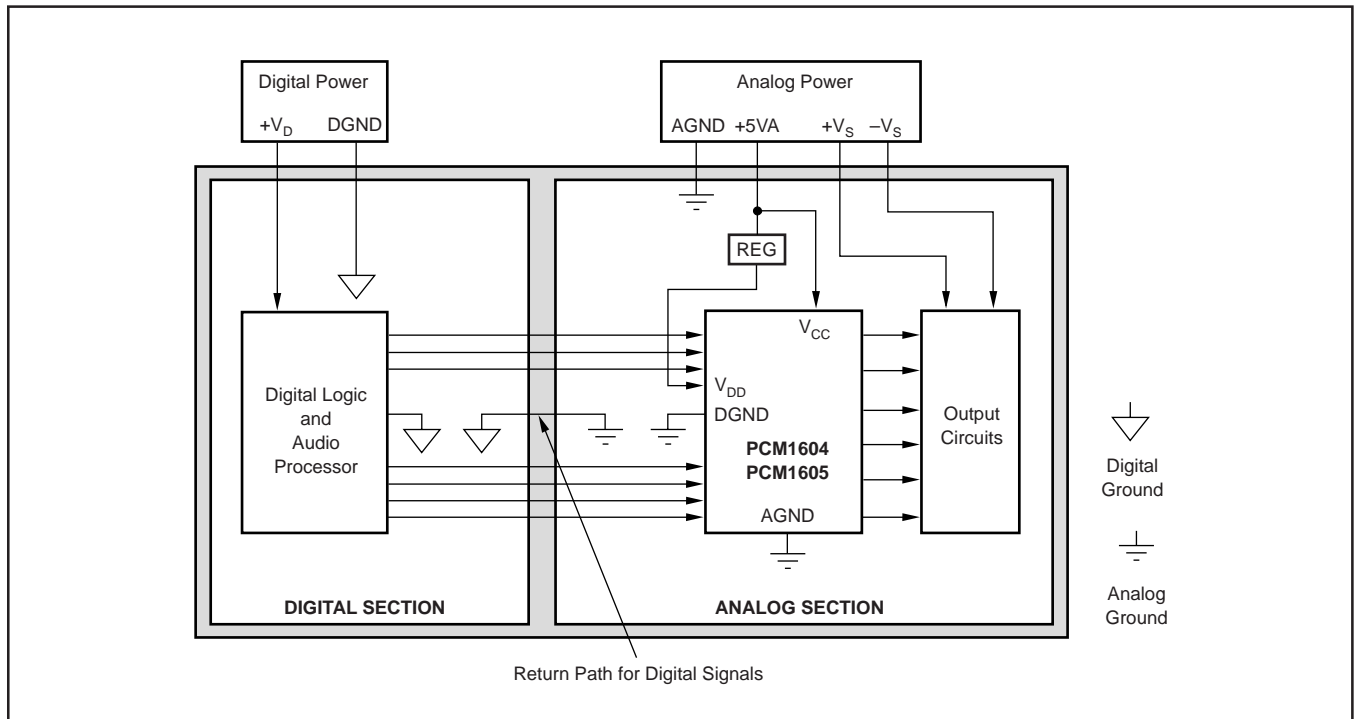 Digital Power
+VD DGND
Analog Power
AGND +5VA +VS –VS
REG
VCC
VDD
DGND
PCM1604
PCM1605
AGND
Digital Logic
and
Audio
Processor
Output
Circuits
Digital
Ground
Analog
Ground
DIGITAL SECTION
ANALOG SECTION
Return Path for Digital Signals